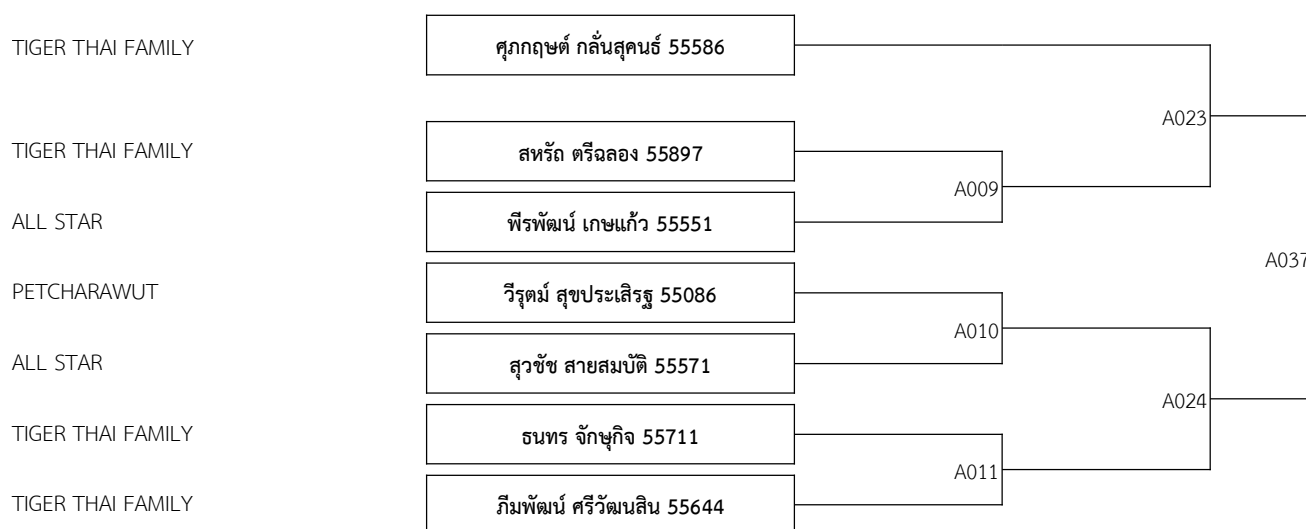 TIGER THAI FAMILY
ศุภกฤษต์ กลั่นสุคนธ์ 55586
A023
TIGER THAI FAMILY
สหรัถ ตรีฉลอง 55897
A009
ALL STAR
พีรพัฒน์ เกษแก้ว 55551
A037
PETCHARAWUT
วีรุตม์ สุขประเสิรฐ 55086
A010
ALL STAR
สุวชัช สายสมบัติ 55571
A024
TIGER THAI FAMILY
ธนทร จักษุกิจ 55711
A011
TIGER THAI FAMILY
ภีมพัฒน์ ศรีวัฒนสิน 55644